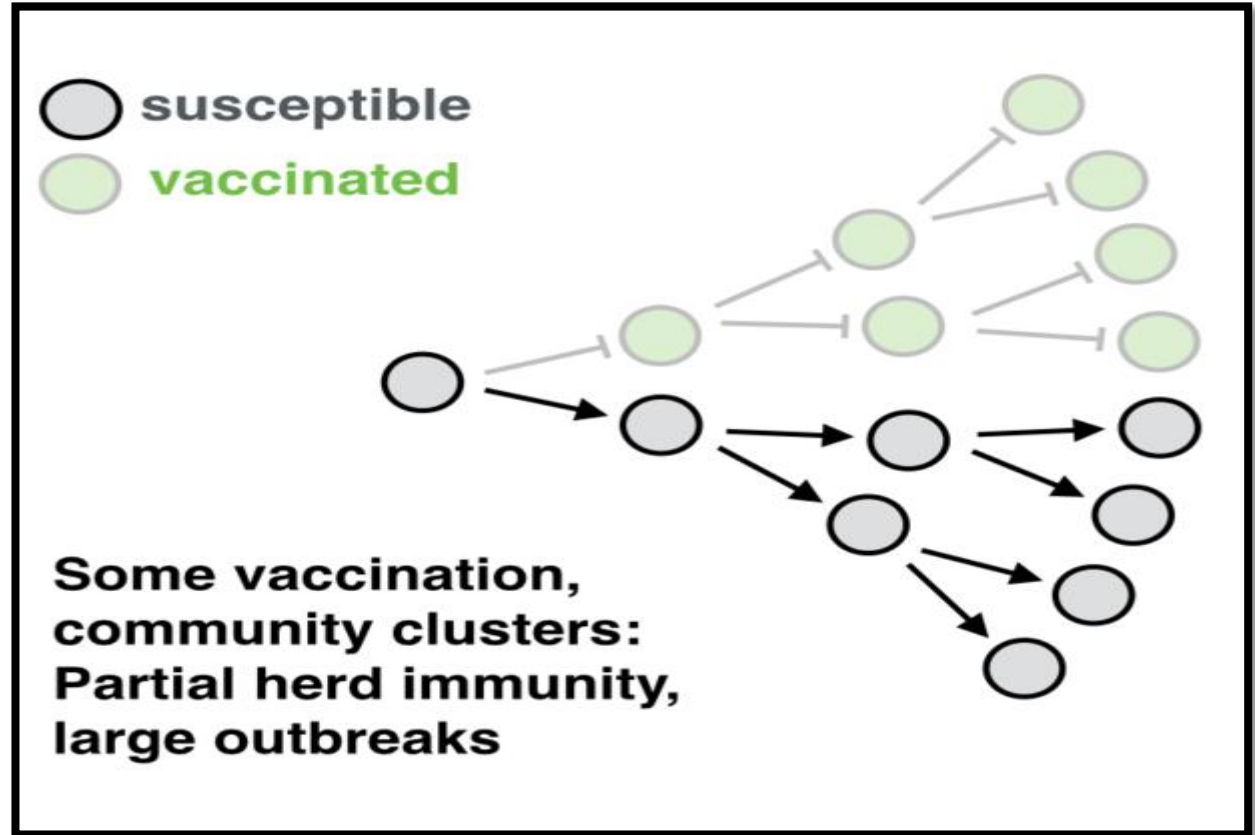 susceptible
vaccinated
Some vaccination,
community clusters:
Partial herd immunity,
large outbreaks